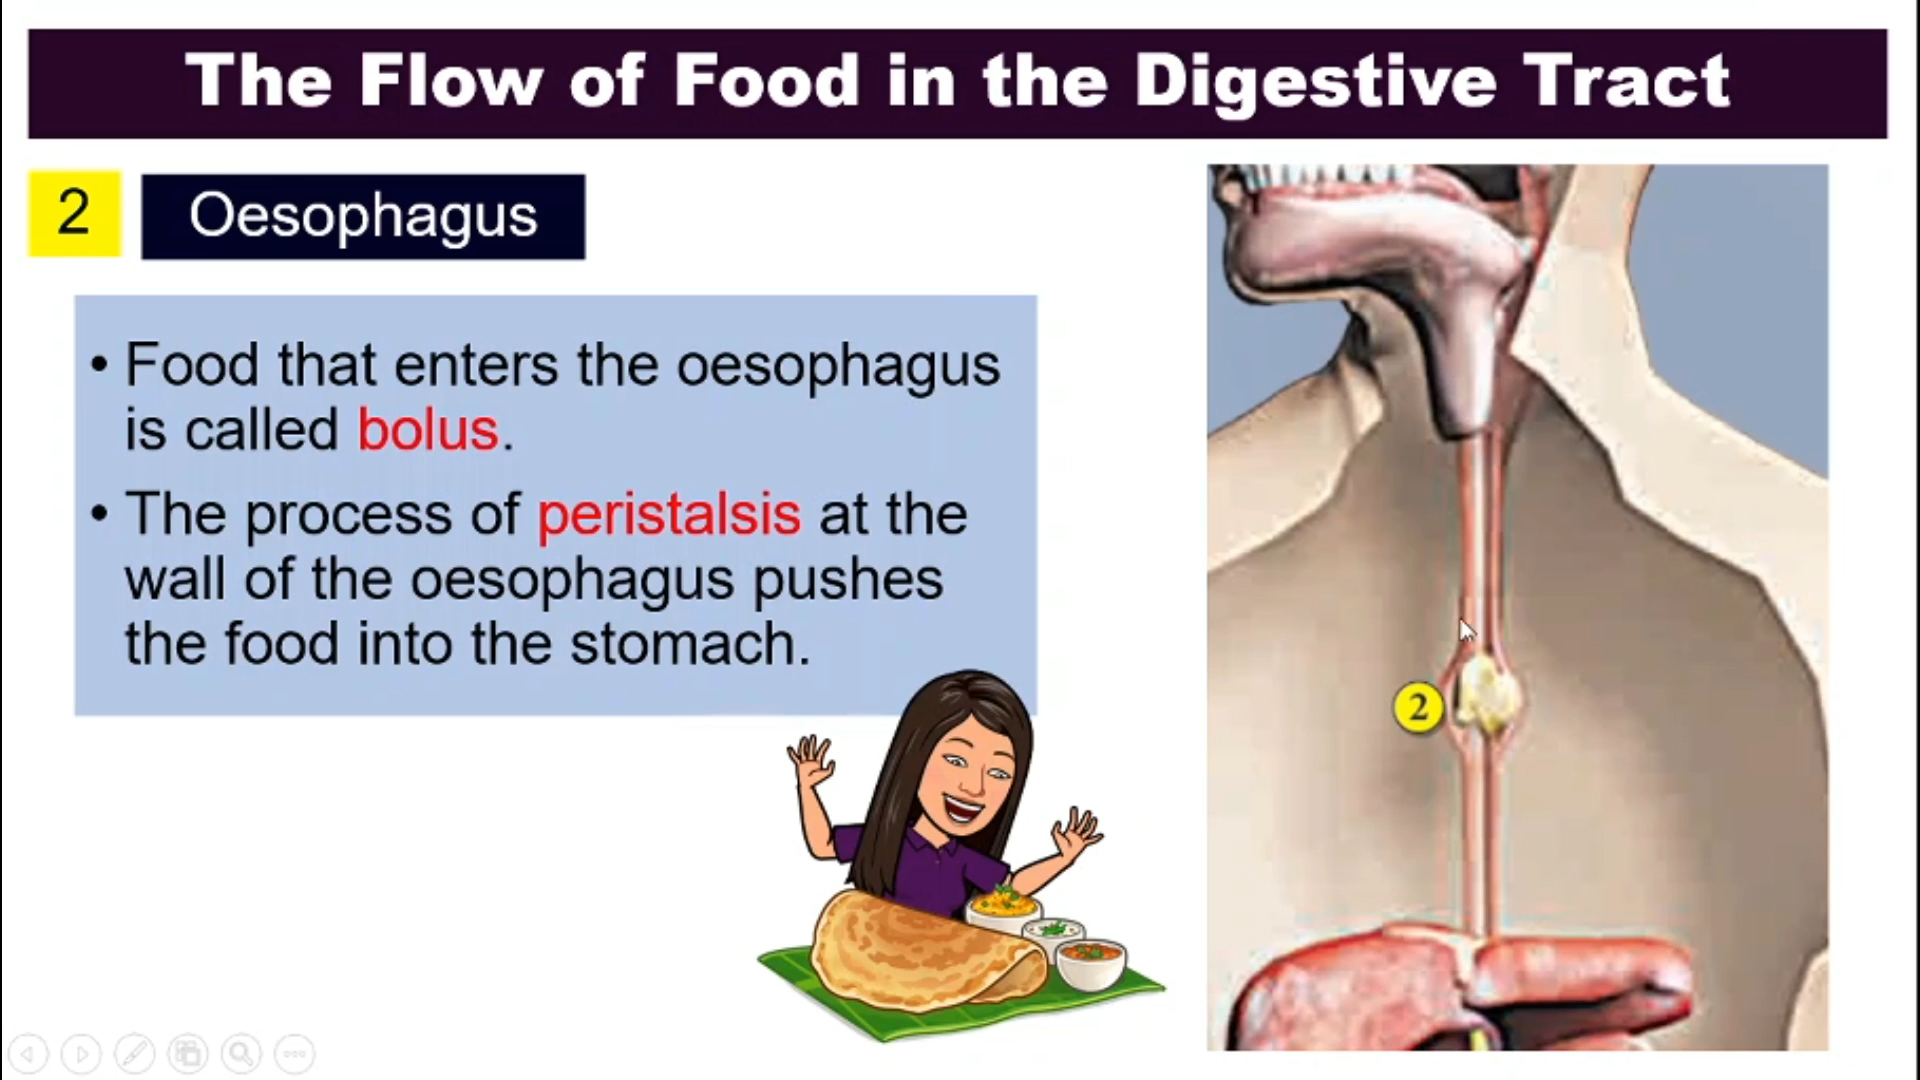 The Flow of Food in the Digestive Tract
2
Oesophagus
• Food that enters the oesophagus
is called bolus.
• The process of peristalsis at the
wall of the oesophagus pushes
the food into the stomach.
2